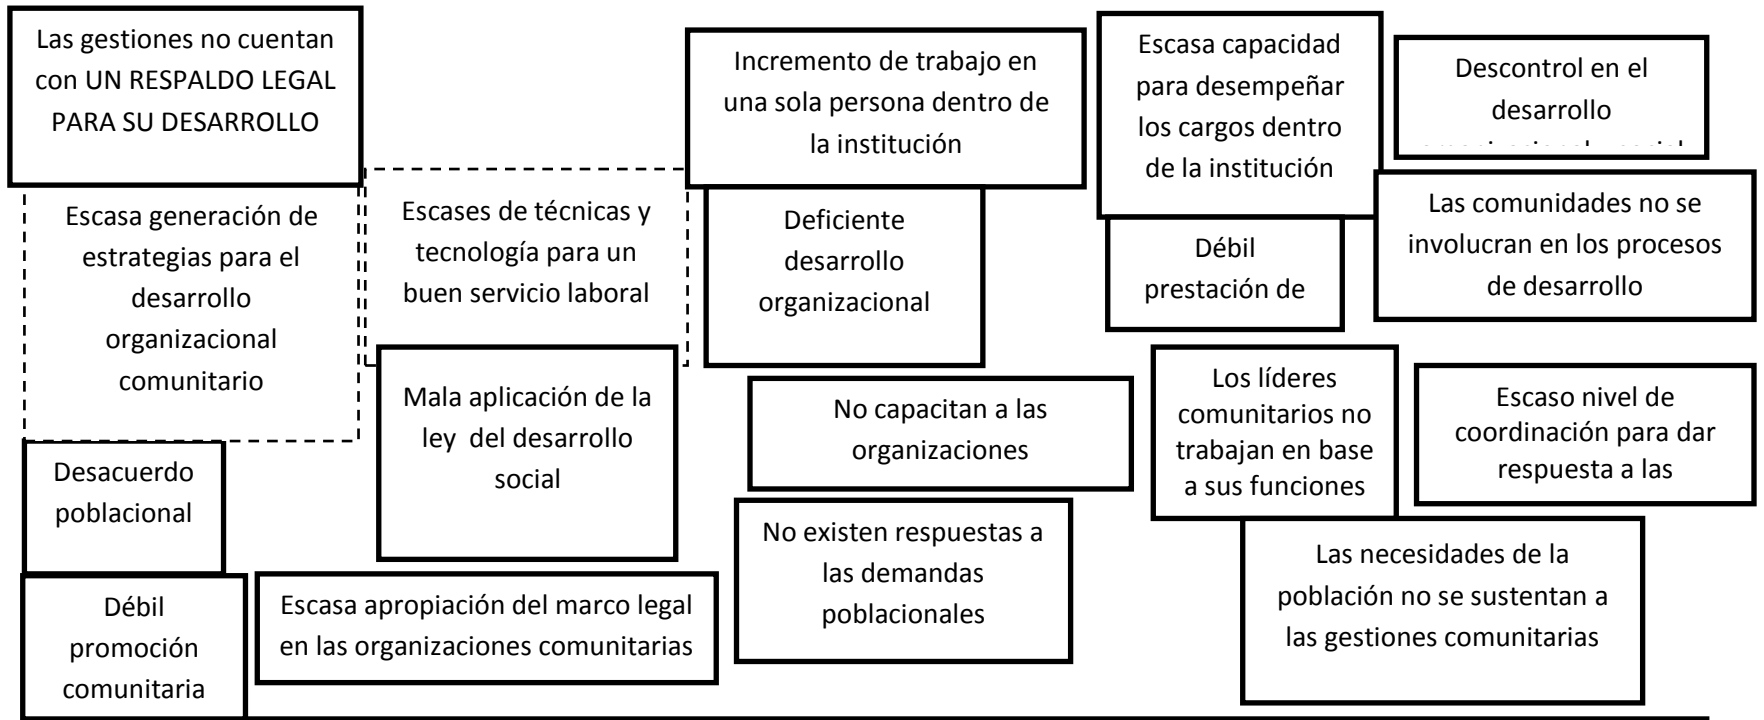 Las gestiones no cuentan
con UN RESPALDO LEGAL
PARA SU DESARROLLO
Incremento de trabajo en
una sola persona dentro de
la institución
Escasa capacidad
para desempeñar
los cargos dentro
de la institución
Descontrol en el
desarrollo
Escasa generación de
estrategias para el
desarrollo
organizacional
comunitario
Escases de técnicas y
tecnología para un
buen servicio laboral
Deficiente
desarrollo
organizacional
Débil
prestación de
Las comunidades no se
involucran en los procesos
de desarrollo
Mala aplicación de la
ley del desarrollo
social
No capacitan a las
organizaciones
Los líderes
comunitarios no
trabajan en base
a sus funciones
Escaso nivel de
coordinación para dar
respuesta a las
Desacuerdo
poblacional
No existen respuestas a
las demandas
poblacionales
Las necesidades de la
población no se sustentan a
las gestiones comunitarias
Débil
promoción
comunitaria
Escasa apropiación del marco legal
en las organizaciones comunitarias